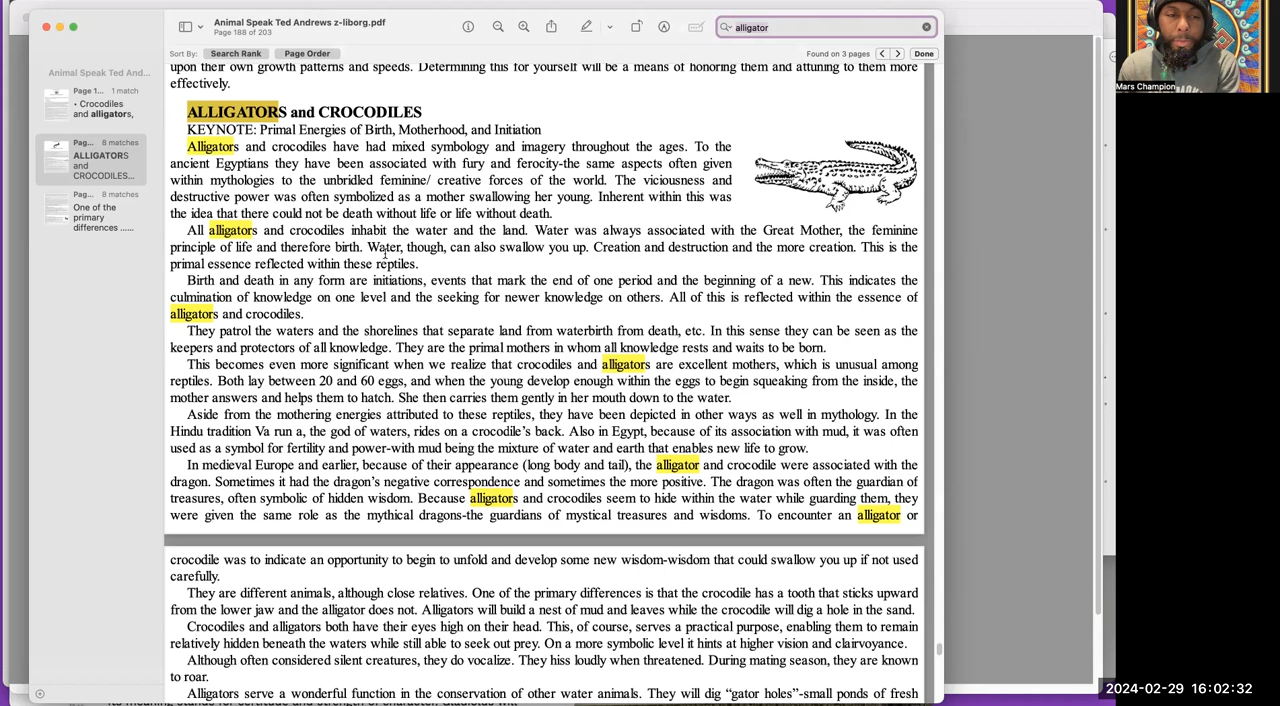 Animal Speak Ted Andrews z-liborg.pdf
Page 188 of 203
alligator
Sort By:
Search Rank
Page Order
Found on 3 pages
Done
Animal Speak Ted And...
Page 1... 1 match
• Crocodiles
and alligators,
Pag... 8 matches
ALLIGATORS
and
CROCODILES...
Pag... 8 matches
One of the
primary
differences ......
upon their own growth patterns and speeds. Determining this for yourself will be a means of honoring them and attuning to them more
effectively.
ALLIGATORS and CROCODILES
KEYNOTE: Primal Energies of Birth, Motherhood, and Initiation
Alligators and crocodiles have had mixed symbology and imagery throughout the ages. To the
ancient Egyptians they have been associated with fury and ferocity-the same aspects often given
within mythologies to the unbridled feminine/ creative forces of the world. The viciousness and
destructive power was often symbolized as a mother swallowing her young. Inherent within this was
the idea that there could not be death without life or life without death.
All alligators and crocodiles inhabit the water and the land. Water was always associated with the Great Mother, the feminine
principle of life and therefore birth. Water, though, can also swallow you up. Creation and destruction and the more creation. This is the
primal essence reflected within these reptiles.
Birth and death in any form are initiations, events that mark the end of one period and the beginning of a new. This indicates the
culmination of knowledge on one level and the seeking for newer knowledge on others. All of this is reflected within the essence of
alligators and crocodiles.
They patrol the waters and the shorelines that separate land from waterbirth from death, etc. In this sense they can be seen as the
keepers and protectors of all knowledge. They are the primal mothers in whom all knowledge rests and waits to be born.
This becomes even more significant when we realize that crocodiles and alligators are excellent mothers, which is unusual among
reptiles. Both lay between 20 and 60 eggs, and when the young develop enough within the eggs to begin squeaking from the inside, the
mother answers and helps them to hatch. She then carries them gently in her mouth down to the water.
Aside from the mothering energies attributed to these reptiles, they have been depicted in other ways as well in mythology. In the
Hindu tradition Va run a, the god of waters, rides on a crocodile's back. Also in Egypt, because of its association with mud, it was often
used as a symbol for fertility and power-with mud being the mixture of water and earth that enables new life to grow.
In medieval Europe and earlier, because of their appearance (long body and tail), the alligator and crocodile were associated with the
dragon. Sometimes it had the dragon's negative correspondence and sometimes the more positive. The dragon was often the guardian of
treasures, often symbolic of hidden wisdom. Because alligators and crocodiles seem to hide within the water while guarding them, they
were given the same role as the mythical dragons-the guardians of mystical treasures and wisdoms. To encounter an alligator or
crocodile was to indicate an opportunity to begin to unfold and develop some new wisdom-wisdom that could swallow you up if not used
carefully.
They are different animals, although close relatives. One of the primary differences is that the crocodile has a tooth that sticks upward
from the lower jaw and the alligator does not. Alligators will build a nest of mud and leaves while the crocodile will dig a hole in the sand.
Crocodiles and alligators both have their eyes high on their head. This, of course, serves a practical purpose, enabling them to remain
relatively hidden beneath the waters while still able to seek out prey. On a more symbolic level it hints at higher vision and clairvoyance.
Although often considered silent creatures, they do vocalize. They hiss loudly when threatened. During mating season, they are known
to roar.
Alligators serve a wonderful function in the conservation of other water animals. They will dig "gator holes"-small ponds of fresh
Mars Champion
2024-02-29 16:02:32